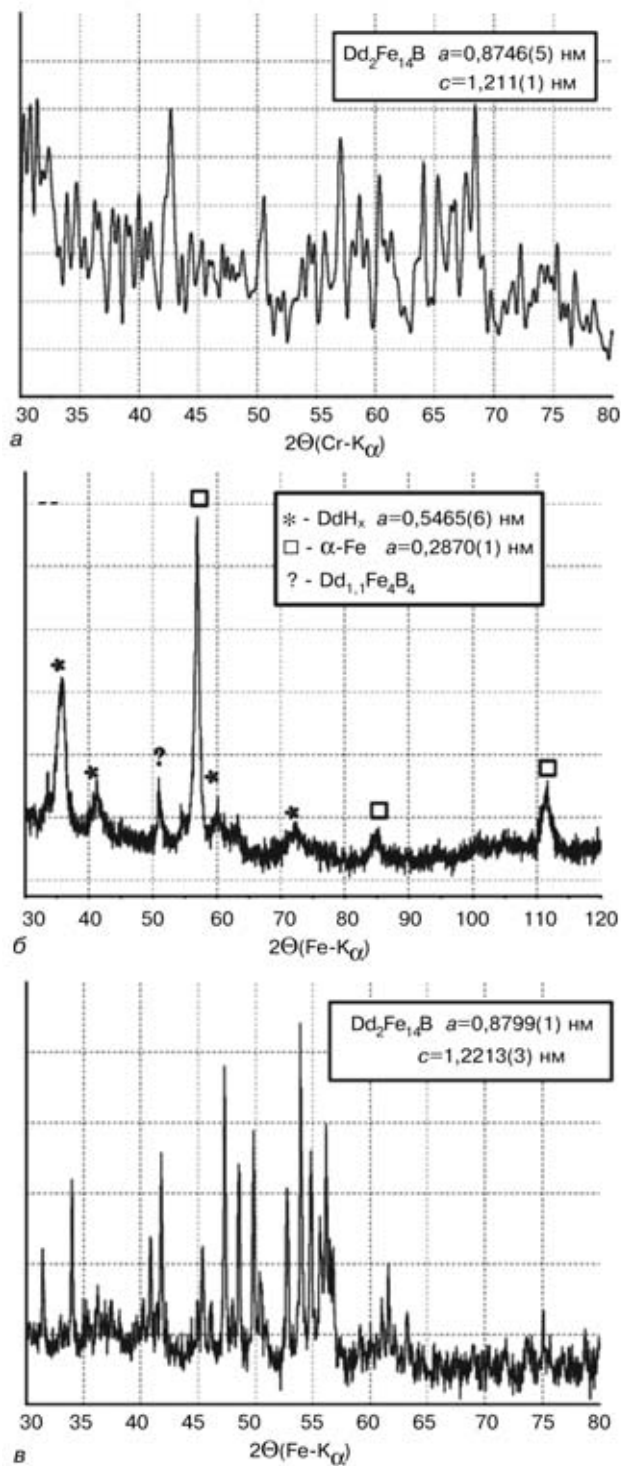 Dd₂Fe₁₄B a=0,8746(5) нм
c=1,211(1) нм
30 35 40 45 50 55 60 65 70 75 80
а
2Θ(Cr-Kα)
* - DdHₓ a=0,5465(6) нм
□ - α-Fe a=0,2870(1) нм
? - Dd₁,₁Fe₄B₄
*
*
?
*
*
30 40 50 60 70 80 90 100 110 120
б
2Θ(Fe-Kα)
Dd₂Fe₁₄B a=0,8799(1) нм
c=1,2213(3) нм
30 35 40 45 50 55 60 65 70 75 80
в
2Θ(Fe-Kα)